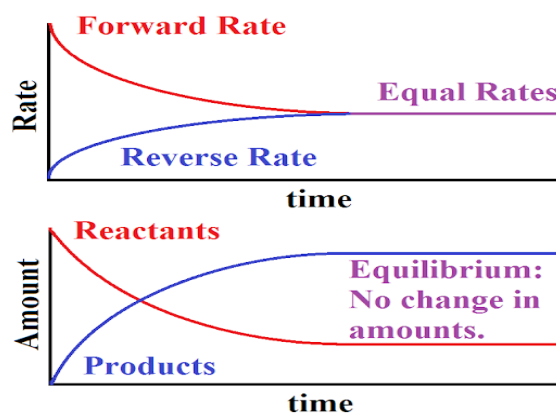 Forward Rate
Rate
Equal Rates
Reverse Rate
time
Reactants
Amount
Equilibrium:
No change in
amounts.
Products
time